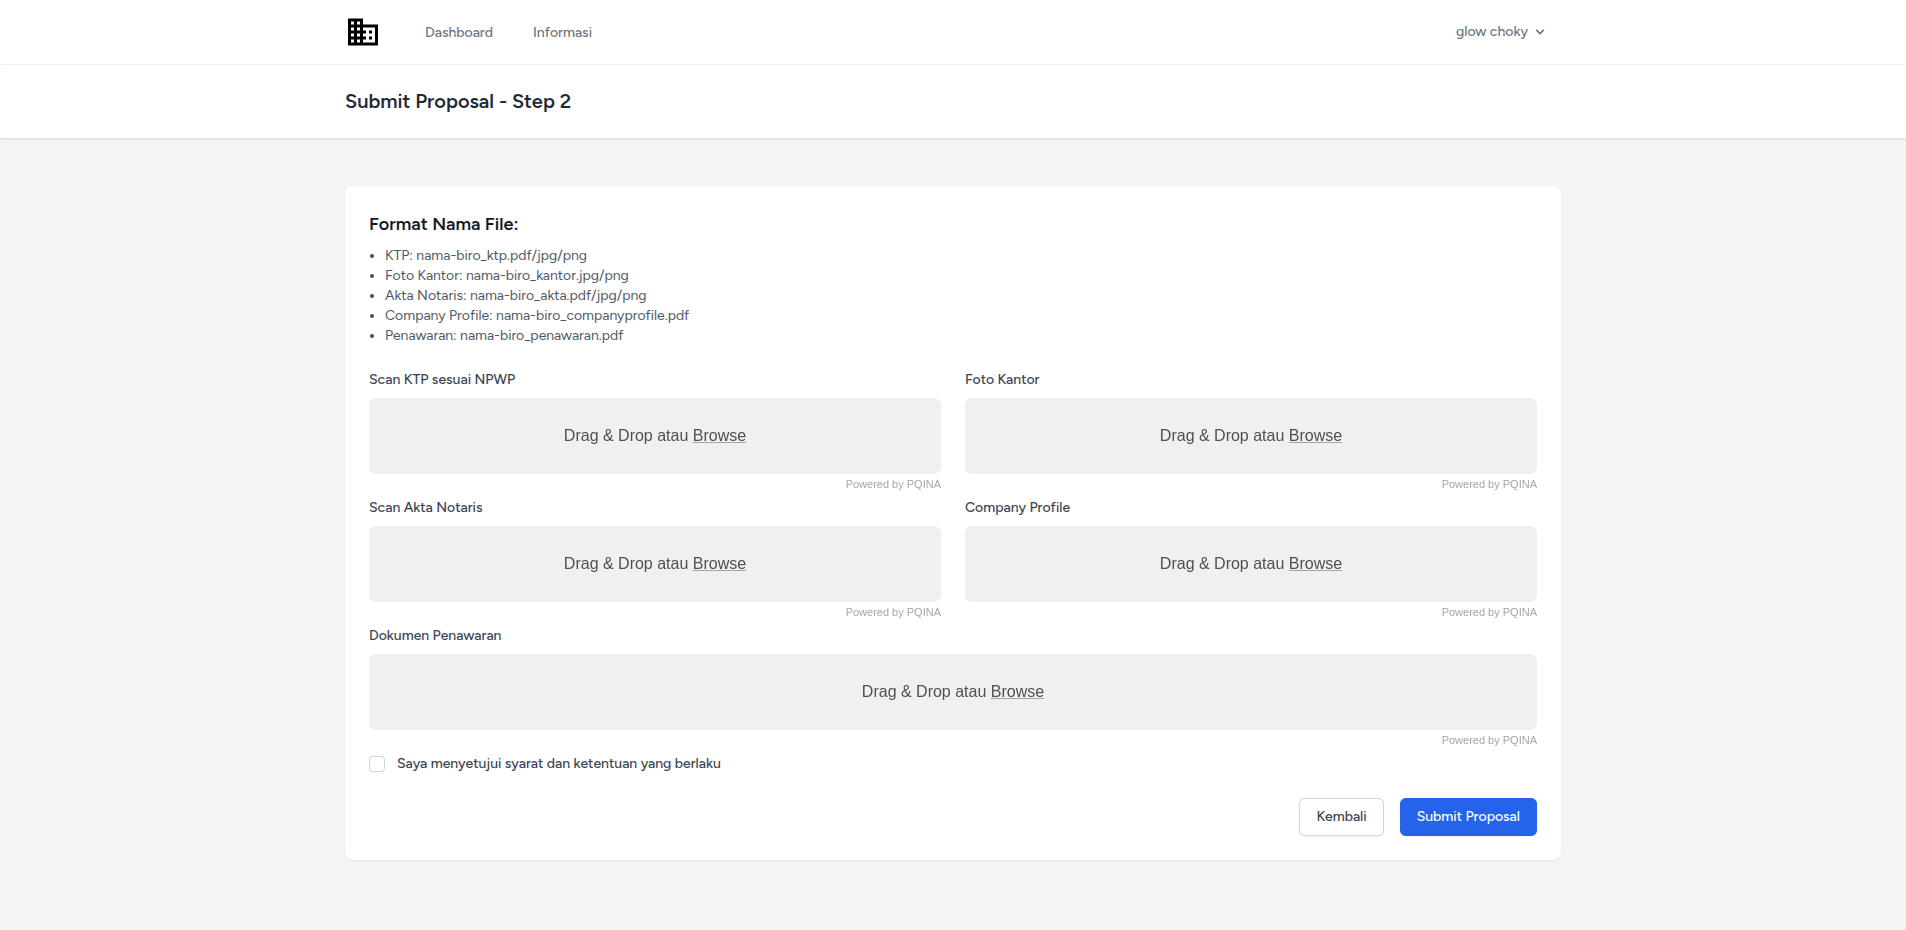 Dashboard
Informasi
glow choky
Submit Proposal - Step 2
Format Nama File:
• KTP: nama-biro_ktp.pdf/jpg/png
• Foto Kantor: nama-biro_kantor.jpg/png
• Akta Notaris: nama-biro_akta.pdf/jpg/png
• Company Profile: nama-biro_companyprofile.pdf
• Penawaran: nama-biro_penawaran.pdf
Scan KTP sesuai NPWP
Drag & Drop atau Browse
Powered by PQINA
Foto Kantor
Drag & Drop atau Browse
Powered by PQINA
Scan Akta Notaris
Drag & Drop atau Browse
Powered by PQINA
Company Profile
Drag & Drop atau Browse
Powered by PQINA
Dokumen Penawaran
Drag & Drop atau Browse
Powered by PQINA
Saya menyetujui syarat dan ketentuan yang berlaku
Kembali
Submit Proposal